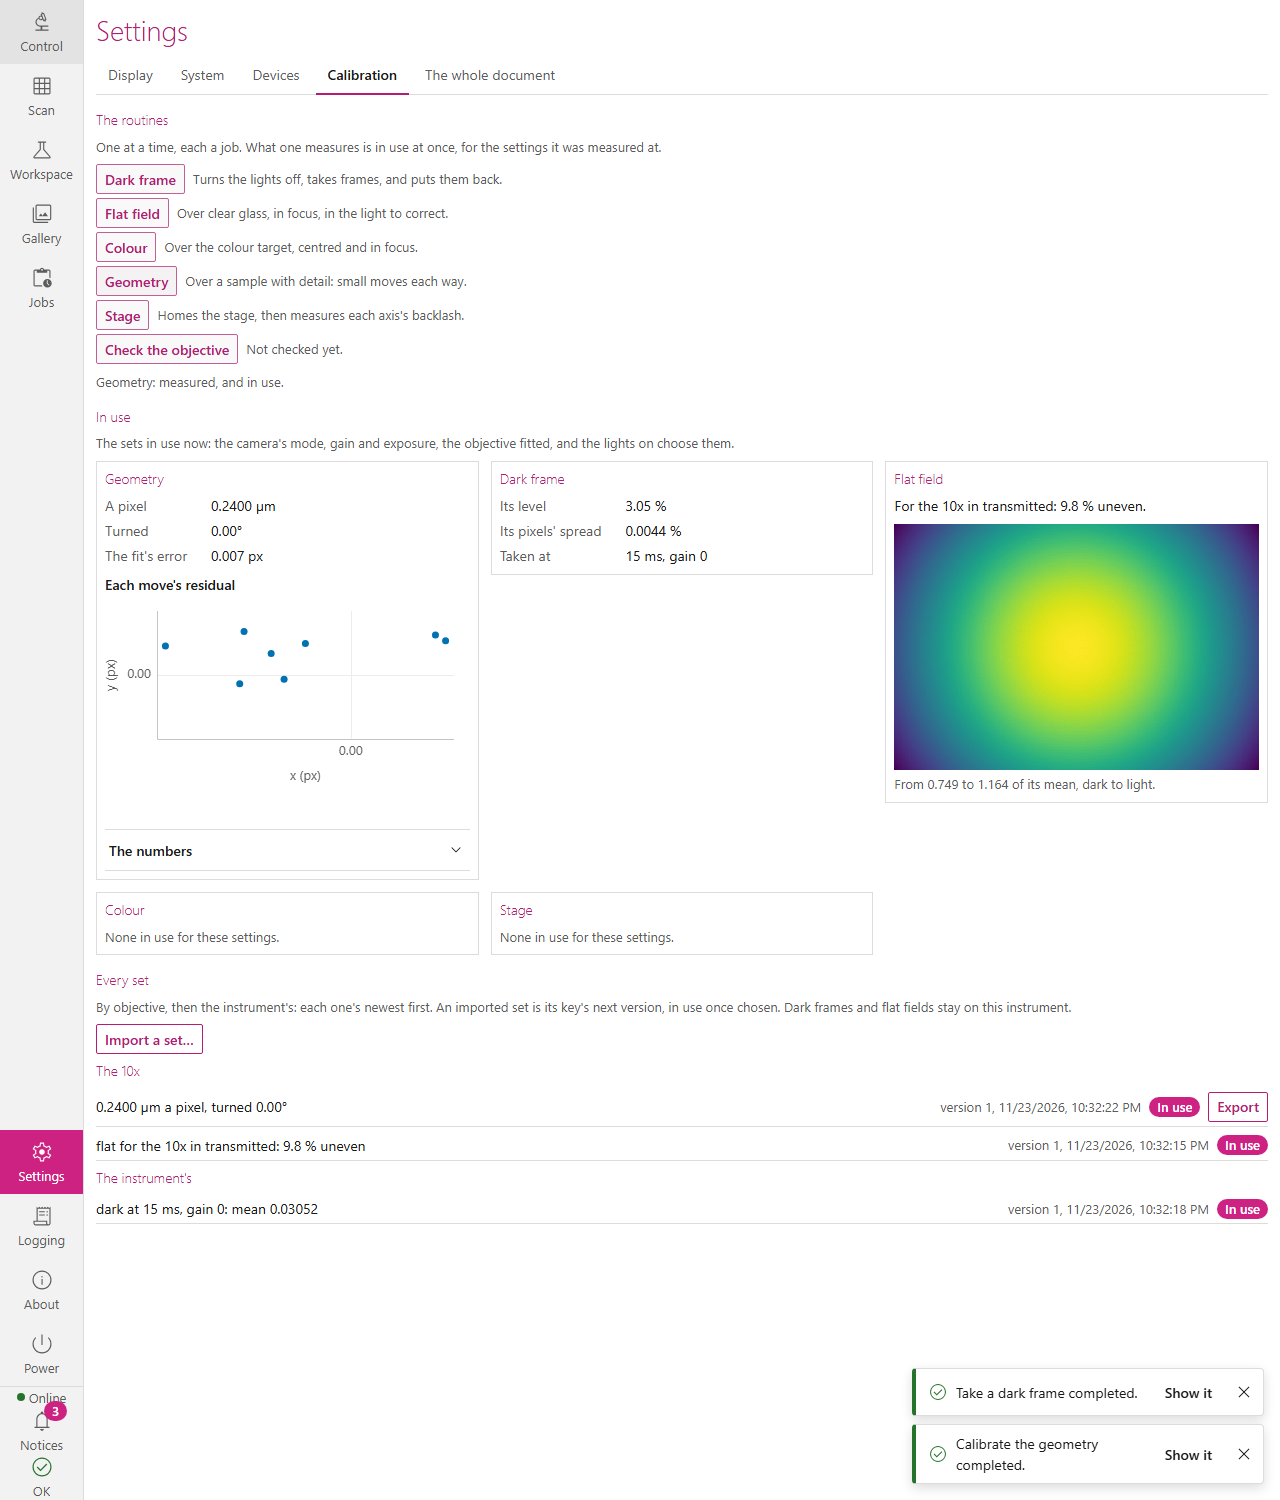 Control
Scan
Workspace
Gallery
Jobs
Settings
Logging
About
Power
Online
3
Notices
OK
Settings
Display
System
Devices
Calibration
The whole document
The routines
One at a time, each a job. What one measures is in use at once, for the settings it was measured at.
Dark frame Turns the lights off, takes frames, and puts them back.
Flat field Over clear glass, in focus, in the light to correct.
Colour Over the colour target, centred and in focus.
Geometry Over a sample with detail: small moves each way.
Stage Homes the stage, then measures each axis's backlash.
Check the objective Not checked yet.
Geometry: measured, and in use.
In use
The sets in use now: the camera's mode, gain and exposure, the objective fitted, and the lights on choose them.
Geometry
A pixel 0.2400 µm
Turned 0.00°
The fit's error 0.007 px
Each move's residual
y (px)
0.00
0.00
x (px)
The numbers
Dark frame
Its level 3.05 %
Its pixels' spread 0.0044 %
Taken at 15 ms, gain 0
Flat field
For the 10x in transmitted: 9.8 % uneven.
From 0.749 to 1.164 of its mean, dark to light.
Colour
None in use for these settings.
Stage
None in use for these settings.
Every set
By objective, then the instrument's: each one's newest first. An imported set is its key's next version, in use once chosen. Dark frames and flat fields stay on this instrument.
Import a set...
The 10x
0.2400 µm a pixel, turned 0.00° version 1, 11/23/2026, 10:32:22 PM In use Export
flat for the 10x in transmitted: 9.8 % uneven version 1, 11/23/2026, 10:32:15 PM In use
The instrument's
dark at 15 ms, gain 0: mean 0.03052 version 1, 11/23/2026, 10:32:18 PM In use
Take a dark frame completed. Show it
Calibrate the geometry
completed. Show it